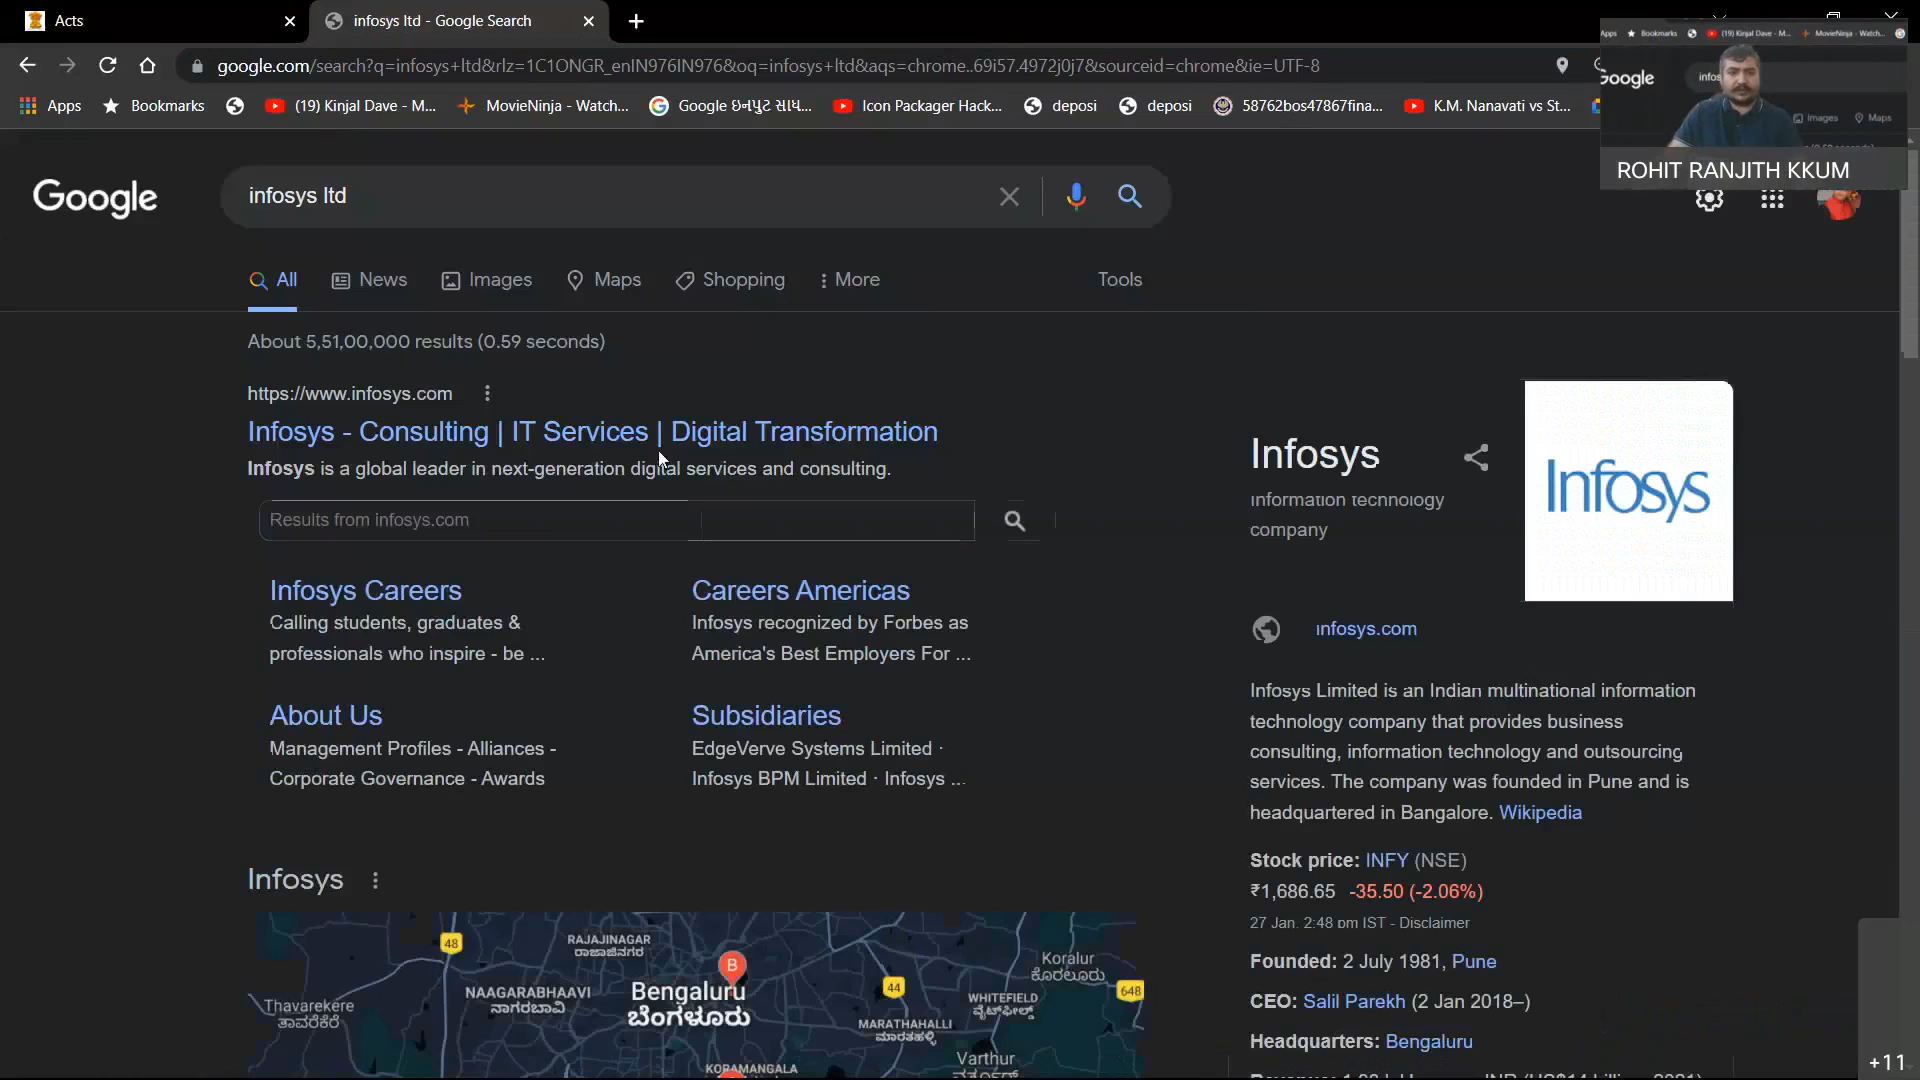 Acts
infosys ltd - Google Search
google.com/search?q=infosys+ltd&rlz=1C1ONGR_enIN976IN976&oq=infosys+ltd&aqs=chrome..69i57.4972j0j7&sourceid=chrome&ie=UTF-8
Apps
Bookmarks
(19) Kinjal Dave - M...
MovieNinja - Watch...
Google ઇનપુટ સાધ...
Icon Packager Hack...
deposi
deposi
58762bos47867fina...
K.M. Nanavati vs St...
Apps Bookmarks (19) Kinjal Dave - M... MovieNinja - Watch...
Google
infos
Images Maps
ROHIT RANJITH KKUM
Google
infosys ltd
All
News
Images
Maps
Shopping
More
Tools
About 5,51,00,000 results (0.59 seconds)
https://www.infosys.com
Infosys - Consulting | IT Services | Digital Transformation
Infosys is a global leader in next-generation digital services and consulting.
Results from infosys.com
Infosys Careers
Calling students, graduates &
professionals who inspire - be ...
Careers Americas
Infosys recognized by Forbes as
America's Best Employers For ...
About Us
Management Profiles - Alliances -
Corporate Governance - Awards
Subsidiaries
EdgeVerve Systems Limited ·
Infosys BPM Limited · Infosys ...
Infosys
48
RAJAJINAGAR
ರಾಜಾಜಿನಗರ
B
NAAGARABHAAVI
ನಾಗರಬಾವಿ
Bengaluru
ಬೆಂಗಳೂರು
Thavarekere
ತಾವರೆಕೆರೆ
44
Koralur
ಕೊರಲೂರು
648
WHITEFIELD
ವೈಟ್‌ಫೀಲ್ಡ್
MARATHAHALLI
ಮಾರತಹಳ್ಳಿ
Varthur
KORAMANGALA
Infosys
Information technology
company
Infosys
infosys.com
Infosys Limited is an Indian multinational information
technology company that provides business
consulting, information technology and outsourcing
services. The company was founded in Pune and is
headquartered in Bangalore. Wikipedia
Stock price: INFY (NSE)
₹1,686.65 -35.50 (-2.06%)
27 Jan, 2:48 pm IST - Disclaimer
Founded: 2 July 1981, Pune
CEO: Salil Parekh (2 Jan 2018–)
Headquarters: Bengaluru
+11